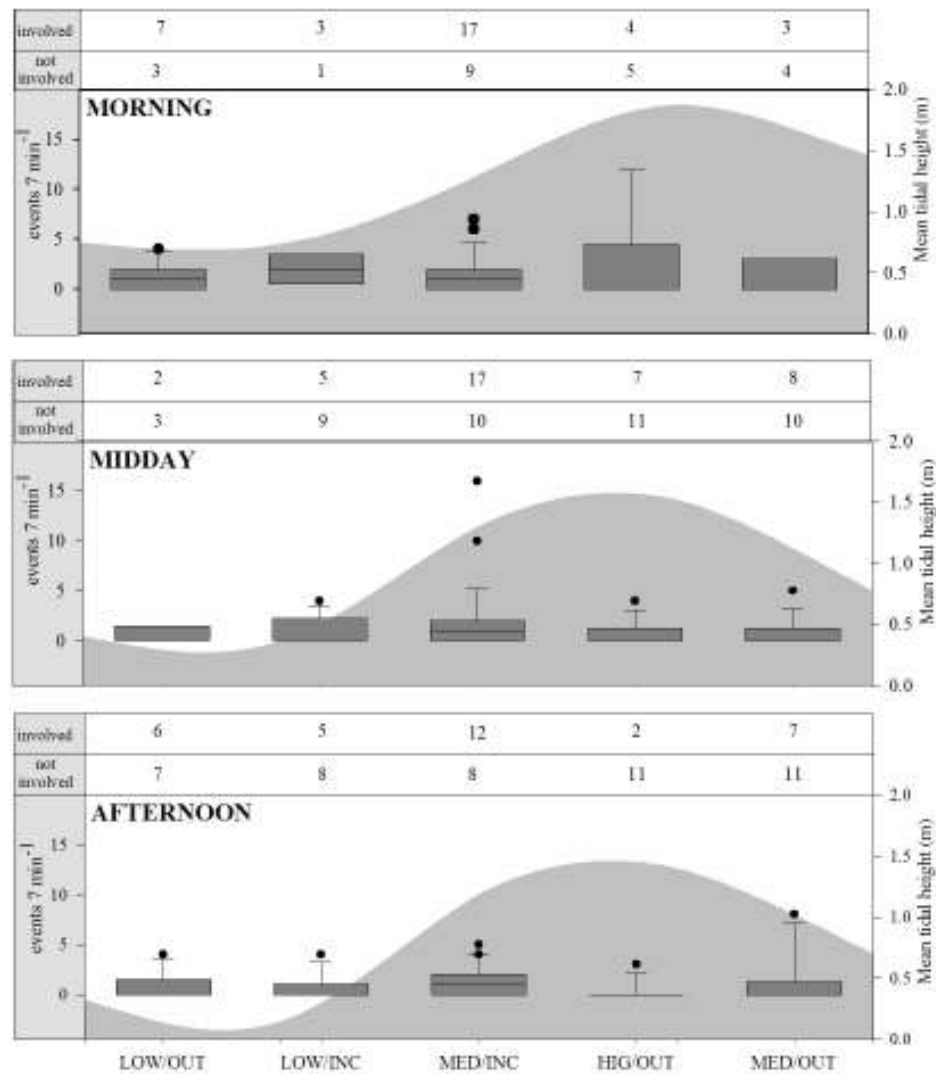 involved 7 3 17 4 3
not involved 3 1 9 5 4
MORNING
events 7 min⁻¹
15
10
5
0
Mean tidal height (m)
2.0
1.5
1.0
0.5
0.0
involved 2 5 17 7 8
not involved 3 9 10 11 10
MIDDAY
events 7 min⁻¹
15
10
5
0
Mean tidal height (m)
2.0
1.5
1.0
0.5
0.0
involved 6 5 12 2 7
not involved 7 8 8 11 11
AFTERNOON
events 7 min⁻¹
15
10
5
0
Mean tidal height (m)
2.0
1.5
1.0
0.5
0.0
LOW/OUT LOW/INC MED/INC HIG/OUT MED/OUT